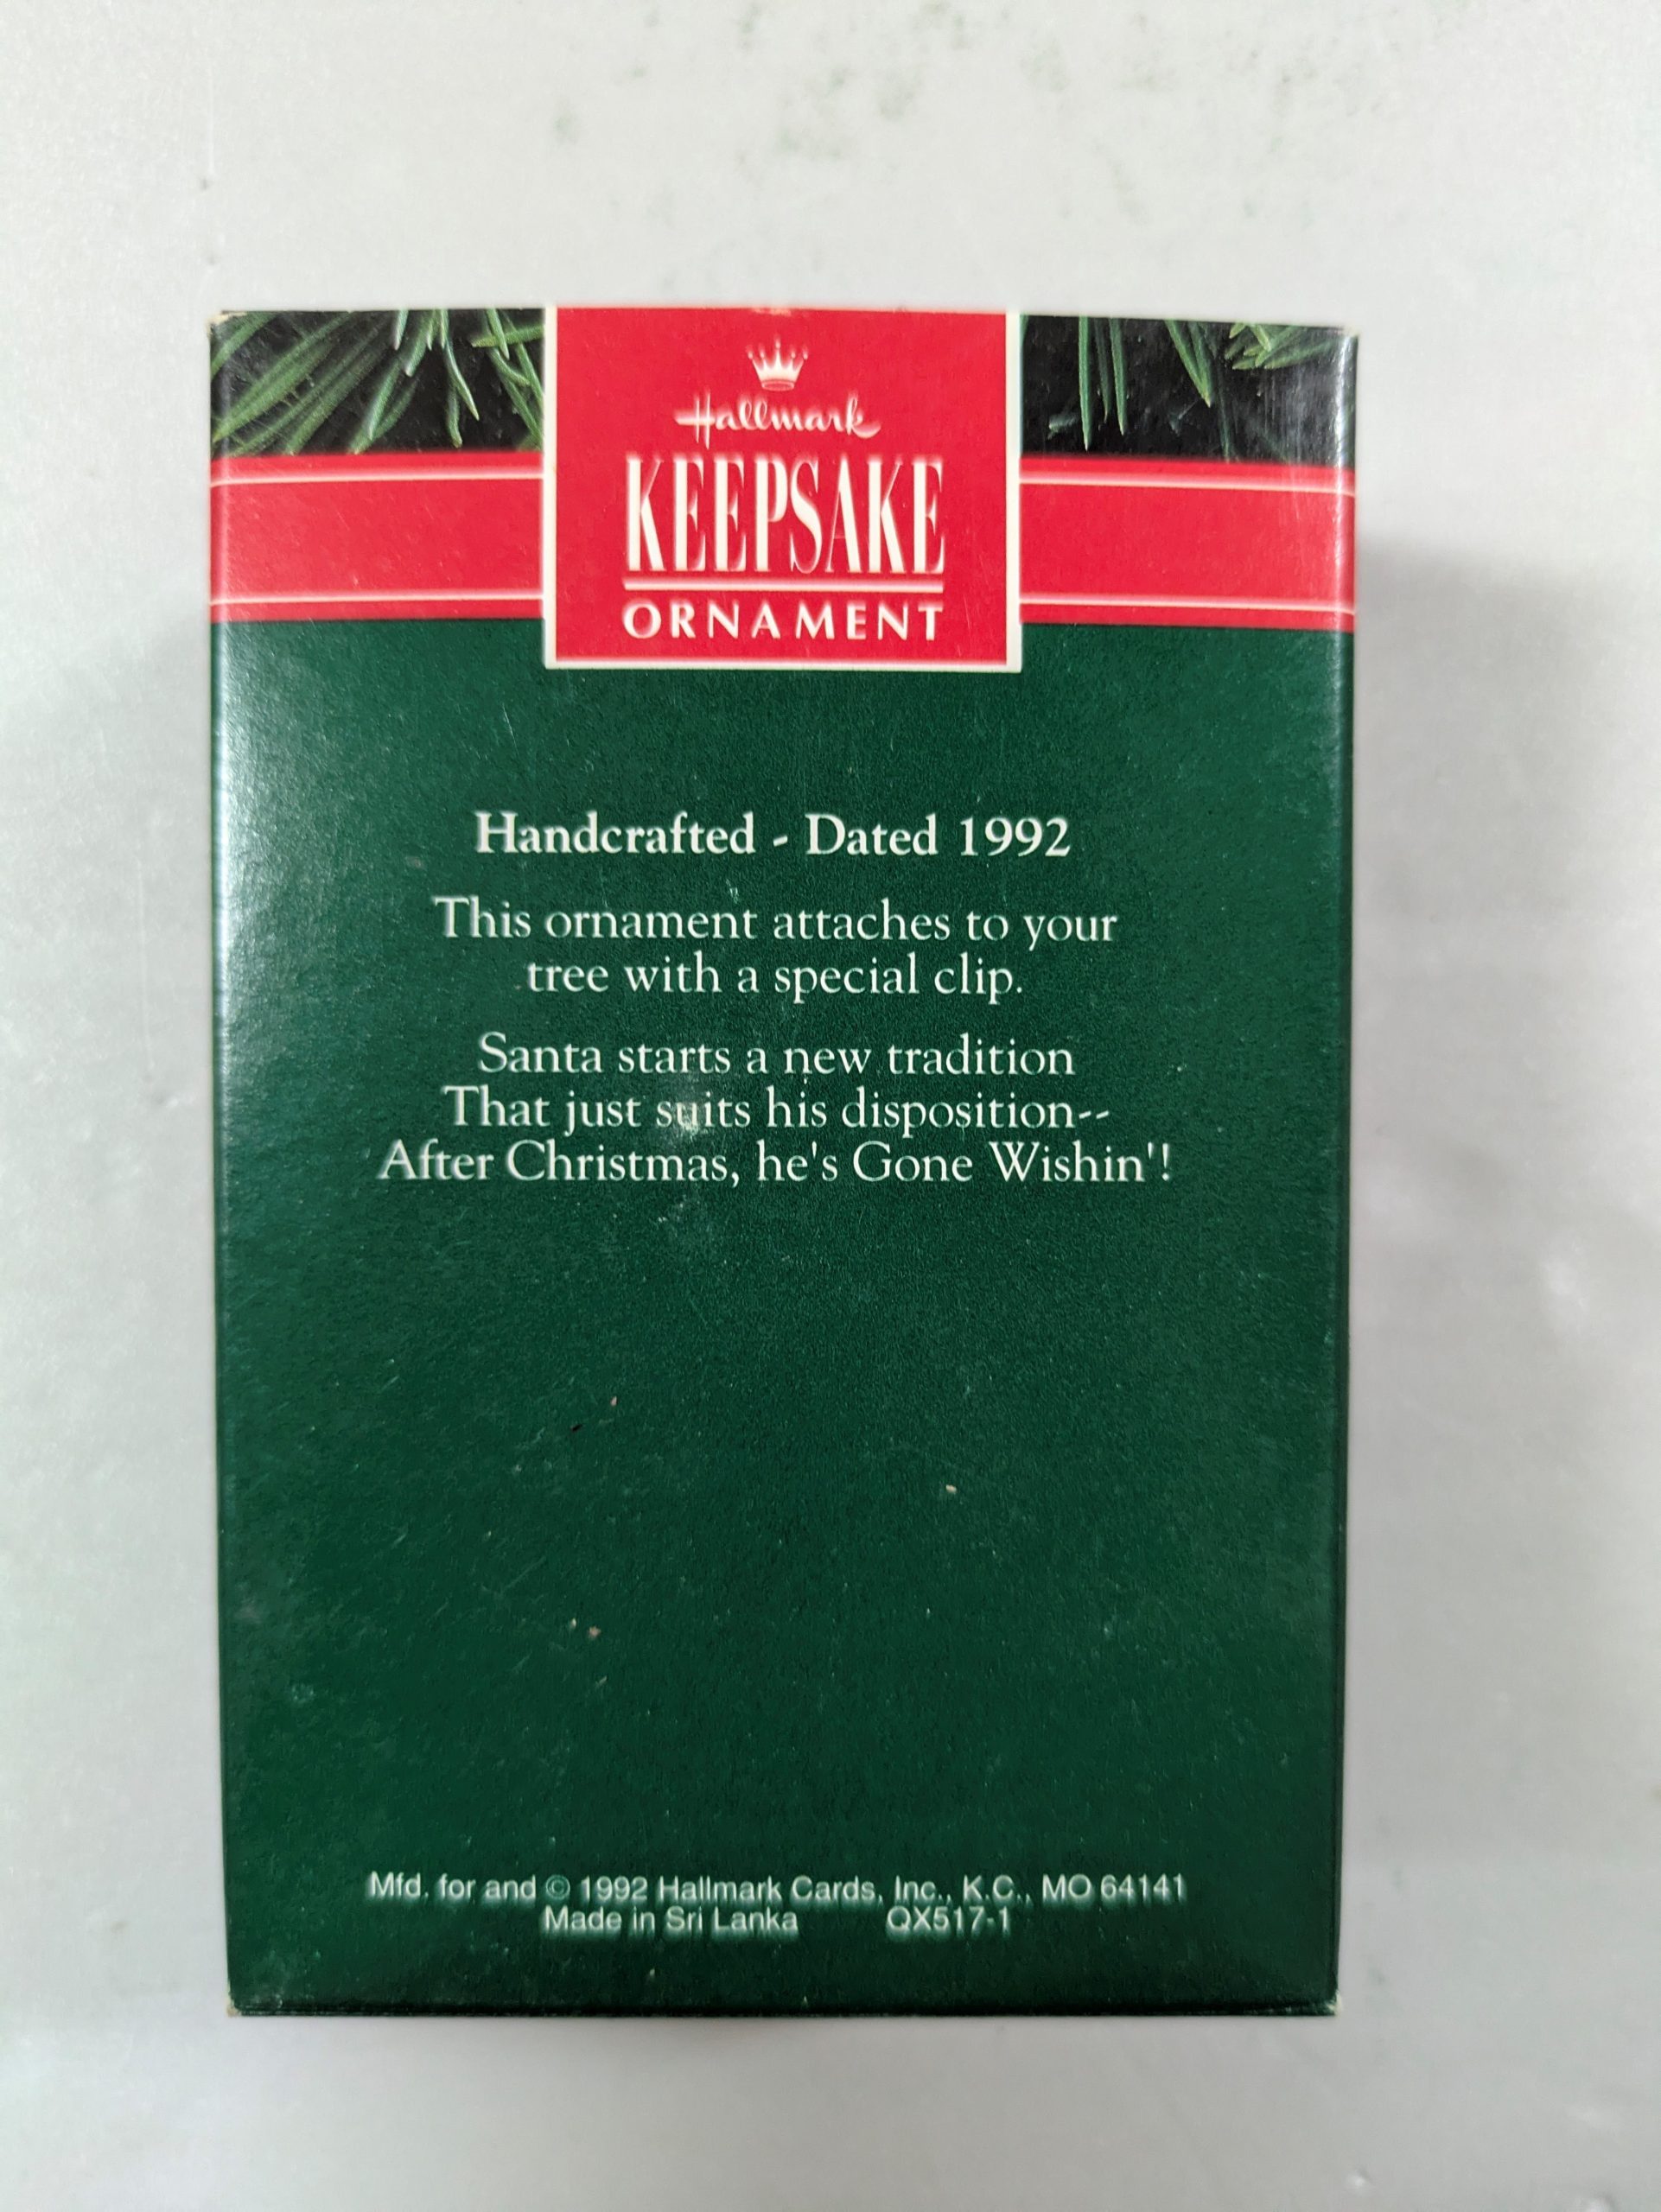 Hallmark
KEEPSAKE
ORNAMENT
Handcrafted - Dated 1992
This ornament attaches to your
tree with a special clip.
Santa starts a new tradition
That just suits his disposition--
After Christmas, he's Gone Wishin'!
Mfd. for and © 1992 Hallmark Cards, Inc., K.C., MO 64141
Made in Sri Lanka QX517-1